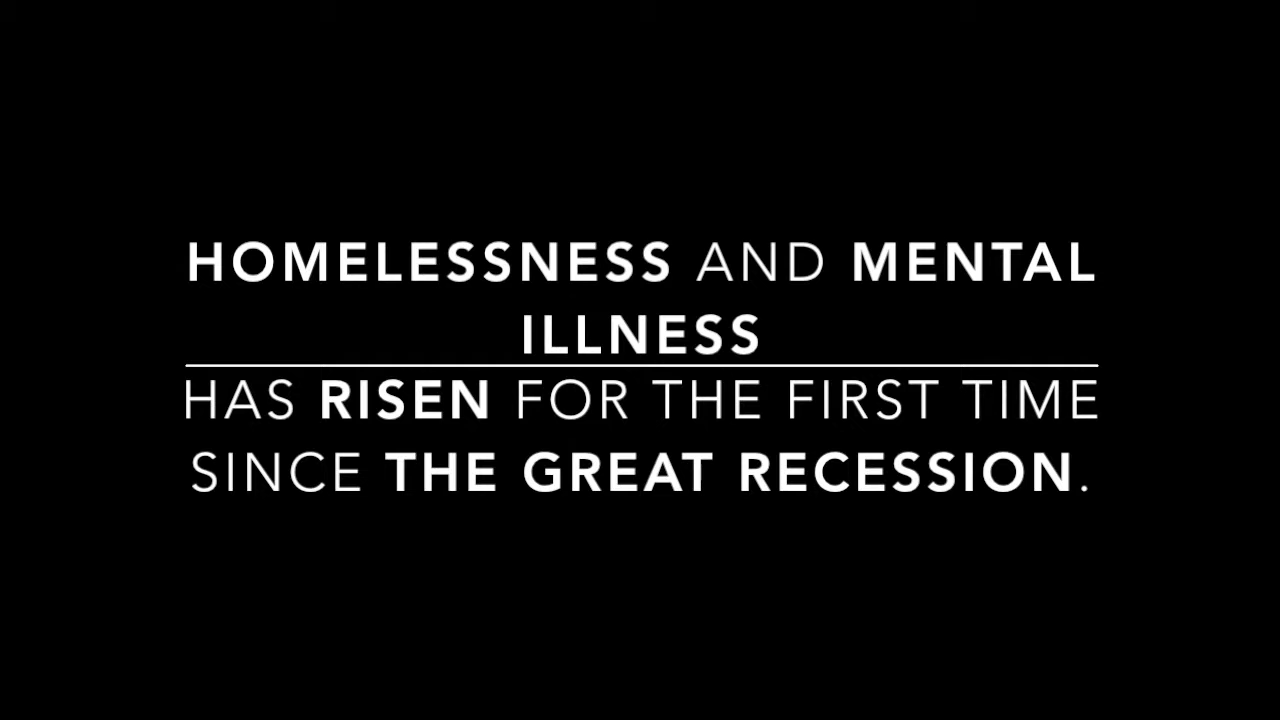 HOMELESSNESS AND MENTAL
ILLNESS
HAS RISEN FOR THE FIRST TIME
SINCE THE GREAT RECESSION.